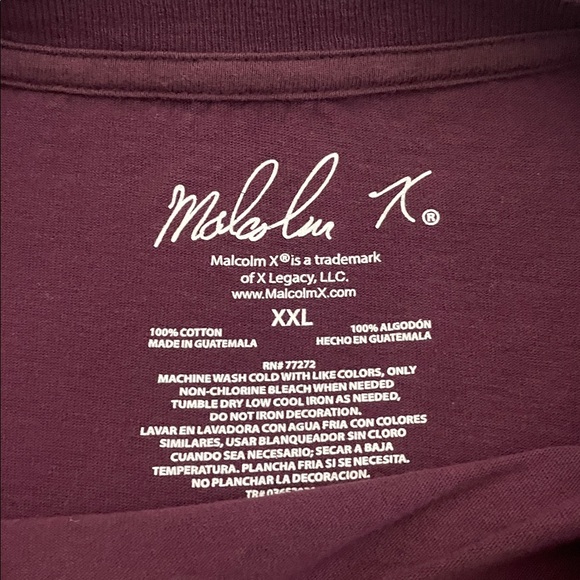 Malcolm X®
Malcolm X® is a trademark
of X Legacy, LLC.
www.MalcolmX.com
XXL
100% COTTON
MADE IN GUATEMALA
100% ALGODÓN
HECHO EN GUATEMALA
RN# 77272
MACHINE WASH COLD WITH LIKE COLORS, ONLY
NON-CHLORINE BLEACH WHEN NEEDED
TUMBLE DRY LOW COOL IRON AS NEEDED,
DO NOT IRON DECORATION.
LAVAR EN LAVADORA CON AGUA FRIA CON COLORES
SIMILARES, USAR BLANQUEADOR SIN CLORO
CUANDO SEA NECESARIO; SECAR A BAJA
TEMPERATURA. PLANCHA FRIA SI SE NECESITA.
NO PLANCHAR LA DECORACION.
TR#